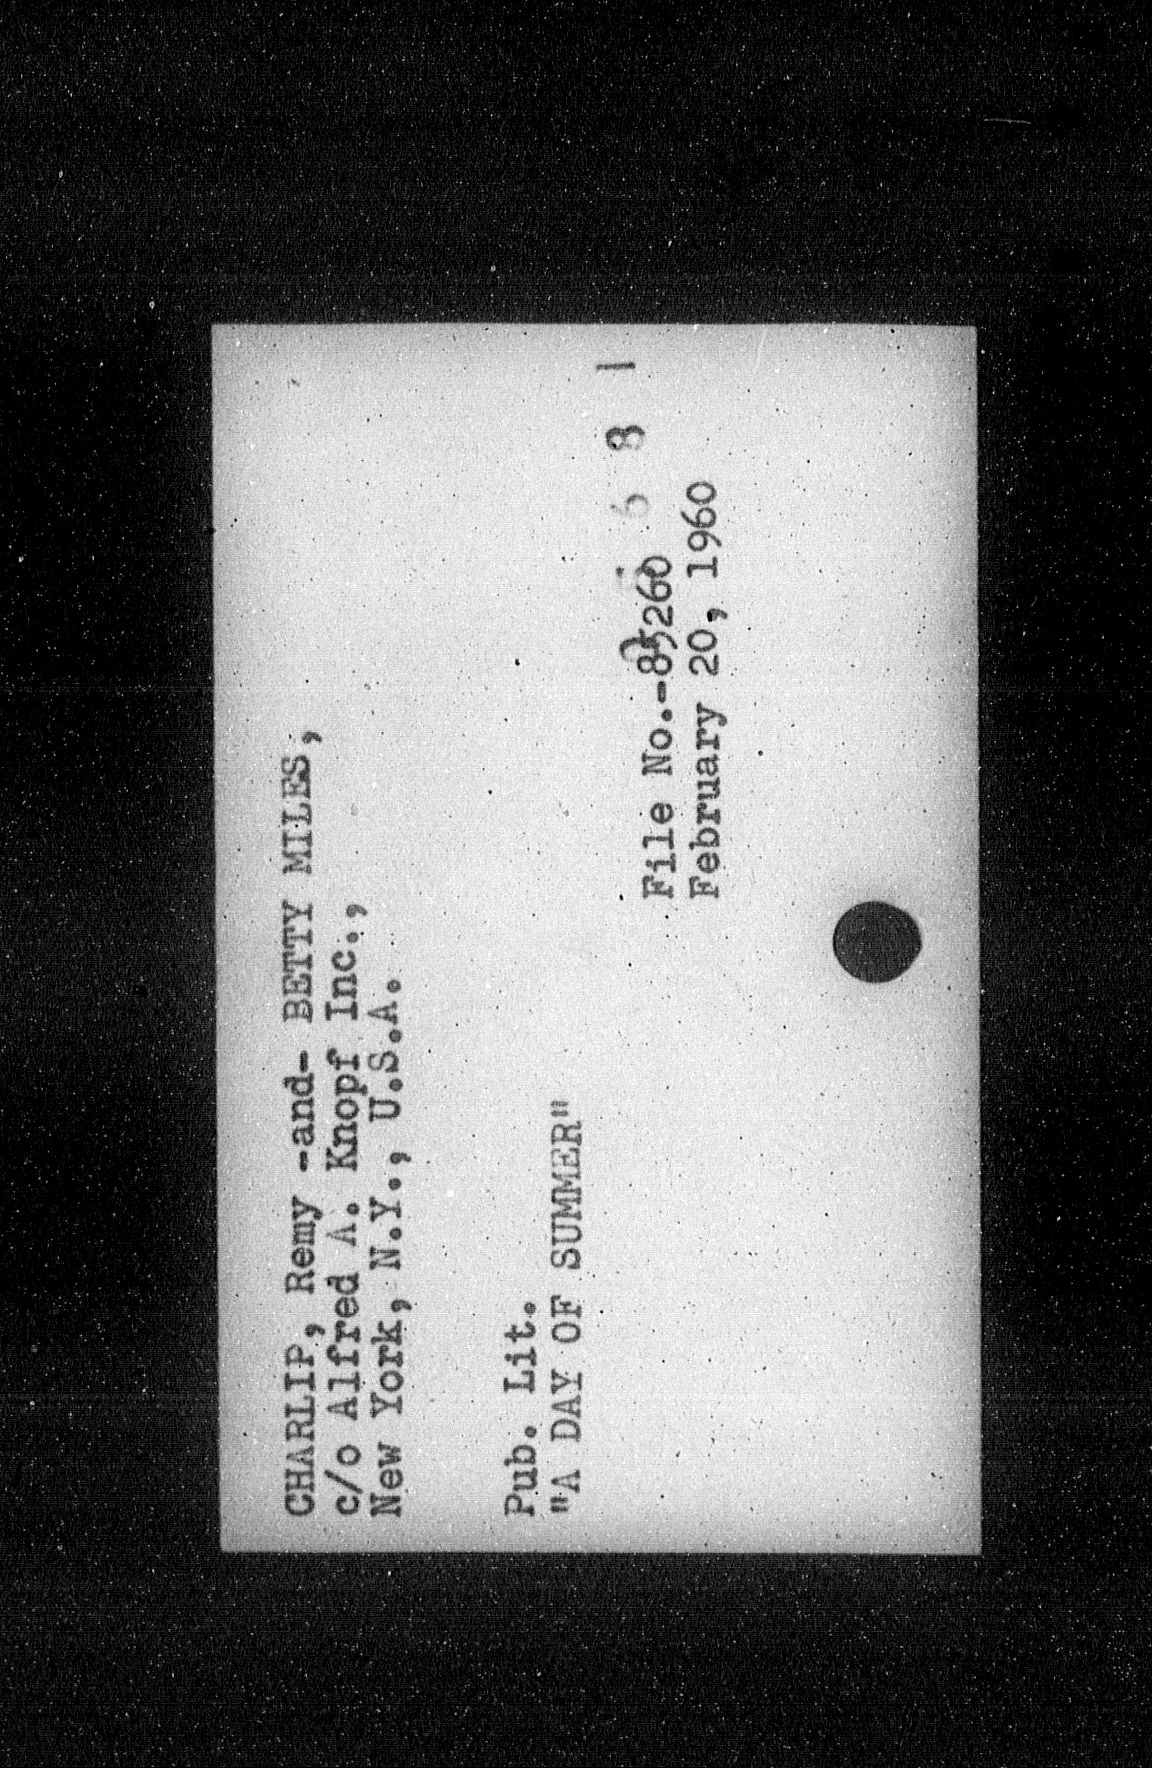 CHARLIP, Remy -and- BETTY MILES,
c/o Alfred A. Knopf Inc.,
New York, N.Y., U.S.A.
Pub. Lit.
"A DAY OF SUMMER"
File No.-85260
February 20, 1960